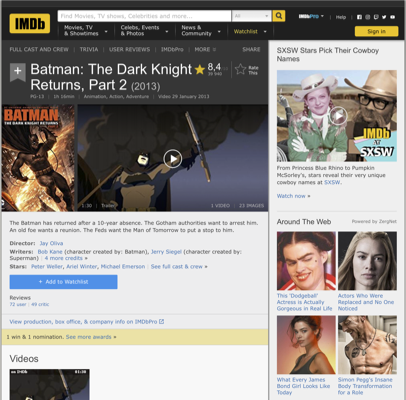 IMDb
Find Movies, TV shows, Celebrities and more...
All
IMDbPro
Help
Movies, TV & Showtimes
Celebs, Events & Photos
News & Community
Watchlist
Sign in
FULL CAST AND CREW | TRIVIA | USER REVIEWS | IMDbPro | MORE
SHARE
Batman: The Dark Knight Returns, Part 2 (2013)
8,4
Rate This
PG-13 | 1h 16min | Animation, Action, Adventure | Video 29 January 2013
BATMAN
1:30 | Trailer
1 VIDEO | 23 IMAGES
The Batman has returned after a 10-year absence. The Gotham authorities want to arrest him.
An old foe wants a reunion. The Feds want the Man of Tomorrow to put a stop to him.
Director: Jay Oliva
Writers: Bob Kane (character created by: Batman), Jerry Siegel (character created by:
Superman) | 4 more credits »
Stars: Peter Weller, Ariel Winter, Michael Emerson | See full cast & crew »
+ Add to Watchlist
Reviews
72 user | 49 critic
View production, box office, & company info on IMDbPro
1 win & 1 nomination. See more awards »
Videos
SXSW Stars Pick Their Cowboy
Names
IMDb
AT
SXSW
From Princess Blue Rhino to Pumpkin
McSorley's, stars reveal their very unique
cowboy names at SXSW.
Watch now »
Around The Web
Powered by ZergNet
This 'Dodgeball'
Actress is Actually
Gorgeous in Real Life
Actors Who
Were Replaced
and No One
Noticed
What Every James
Bond Girl Looks Like
Today
Simon Pegg's Insane
Body Transformation
for a Role